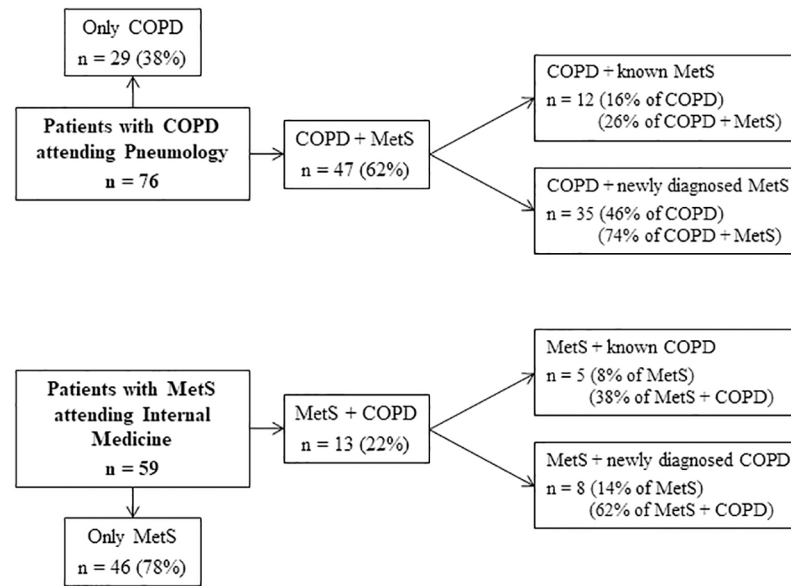 Only COPD
n = 29 (38%)
Patients with COPD
attending Pneumology
n = 76
COPD + MetS
n = 47 (62%)
COPD + known MetS
n = 12 (16% of COPD)
(26% of COPD + MetS)
COPD + newly diagnosed MetS
n = 35 (46% of COPD)
(74% of COPD + MetS)
Patients with MetS
attending Internal
Medicine
n = 59
MetS + COPD
n = 13 (22%)
MetS + known COPD
n = 5 (8% of MetS)
(38% of MetS + COPD)
MetS + newly diagnosed COPD
n = 8 (14% of MetS)
(62% of MetS + COPD)
Only MetS
n = 46 (78%)